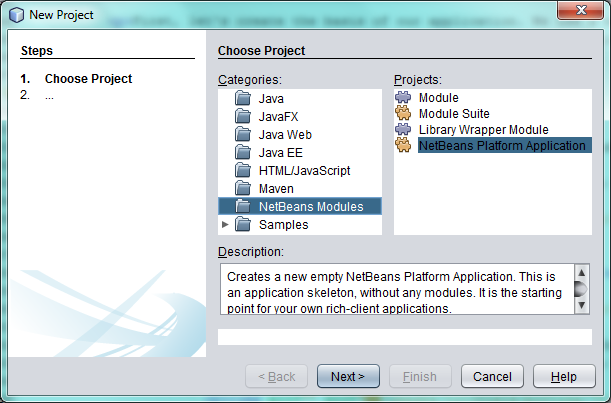 New Project
Steps
Choose Project
1. Choose Project
2. ...
Categories:
Projects:
Java
JavaFX
Java Web
Java EE
HTML/JavaScript
Maven
NetBeans Modules
Samples
Module
Module Suite
Library Wrapper Module
NetBeans Platform Application
Description:
Creates a new empty NetBeans Platform Application. This is
an application skeleton, without any modules. It is the starting
point for your own rich-client applications.
< Back
Next >
Finish
Cancel
Help